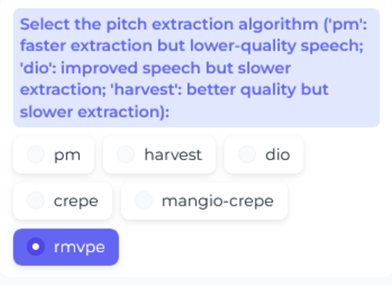 Select the pitch extraction algorithm ('pm':
faster extraction but lower-quality speech;
'dio': improved speech but slower
extraction; 'harvest': better quality but
slower extraction):
pm harvest dio
crepe mangio-crepe
rmvpe